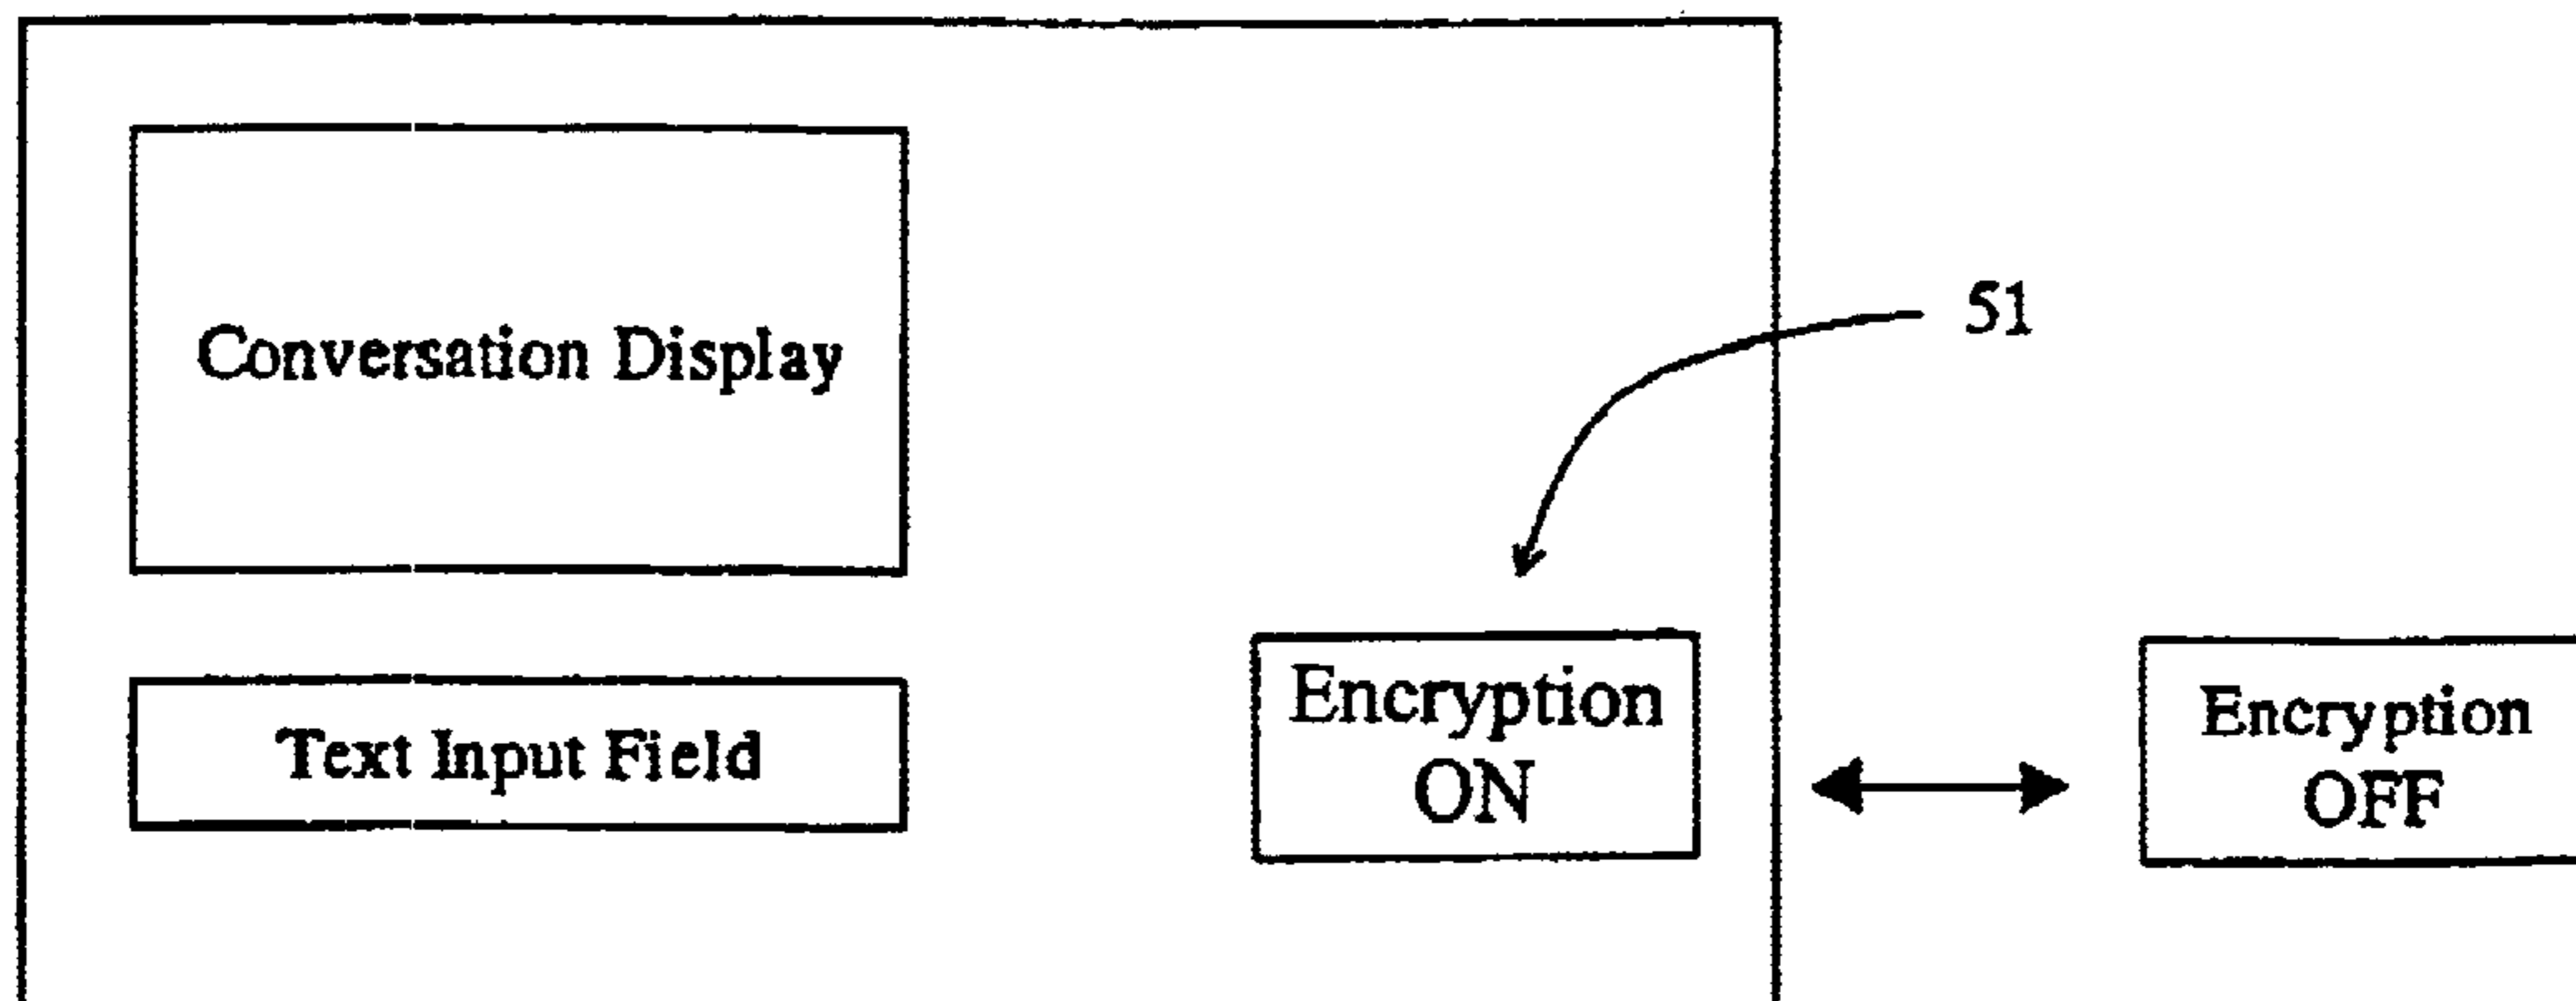 Conversation Display
51
Text Input Field
Encryption
ON
Encryption
OFF